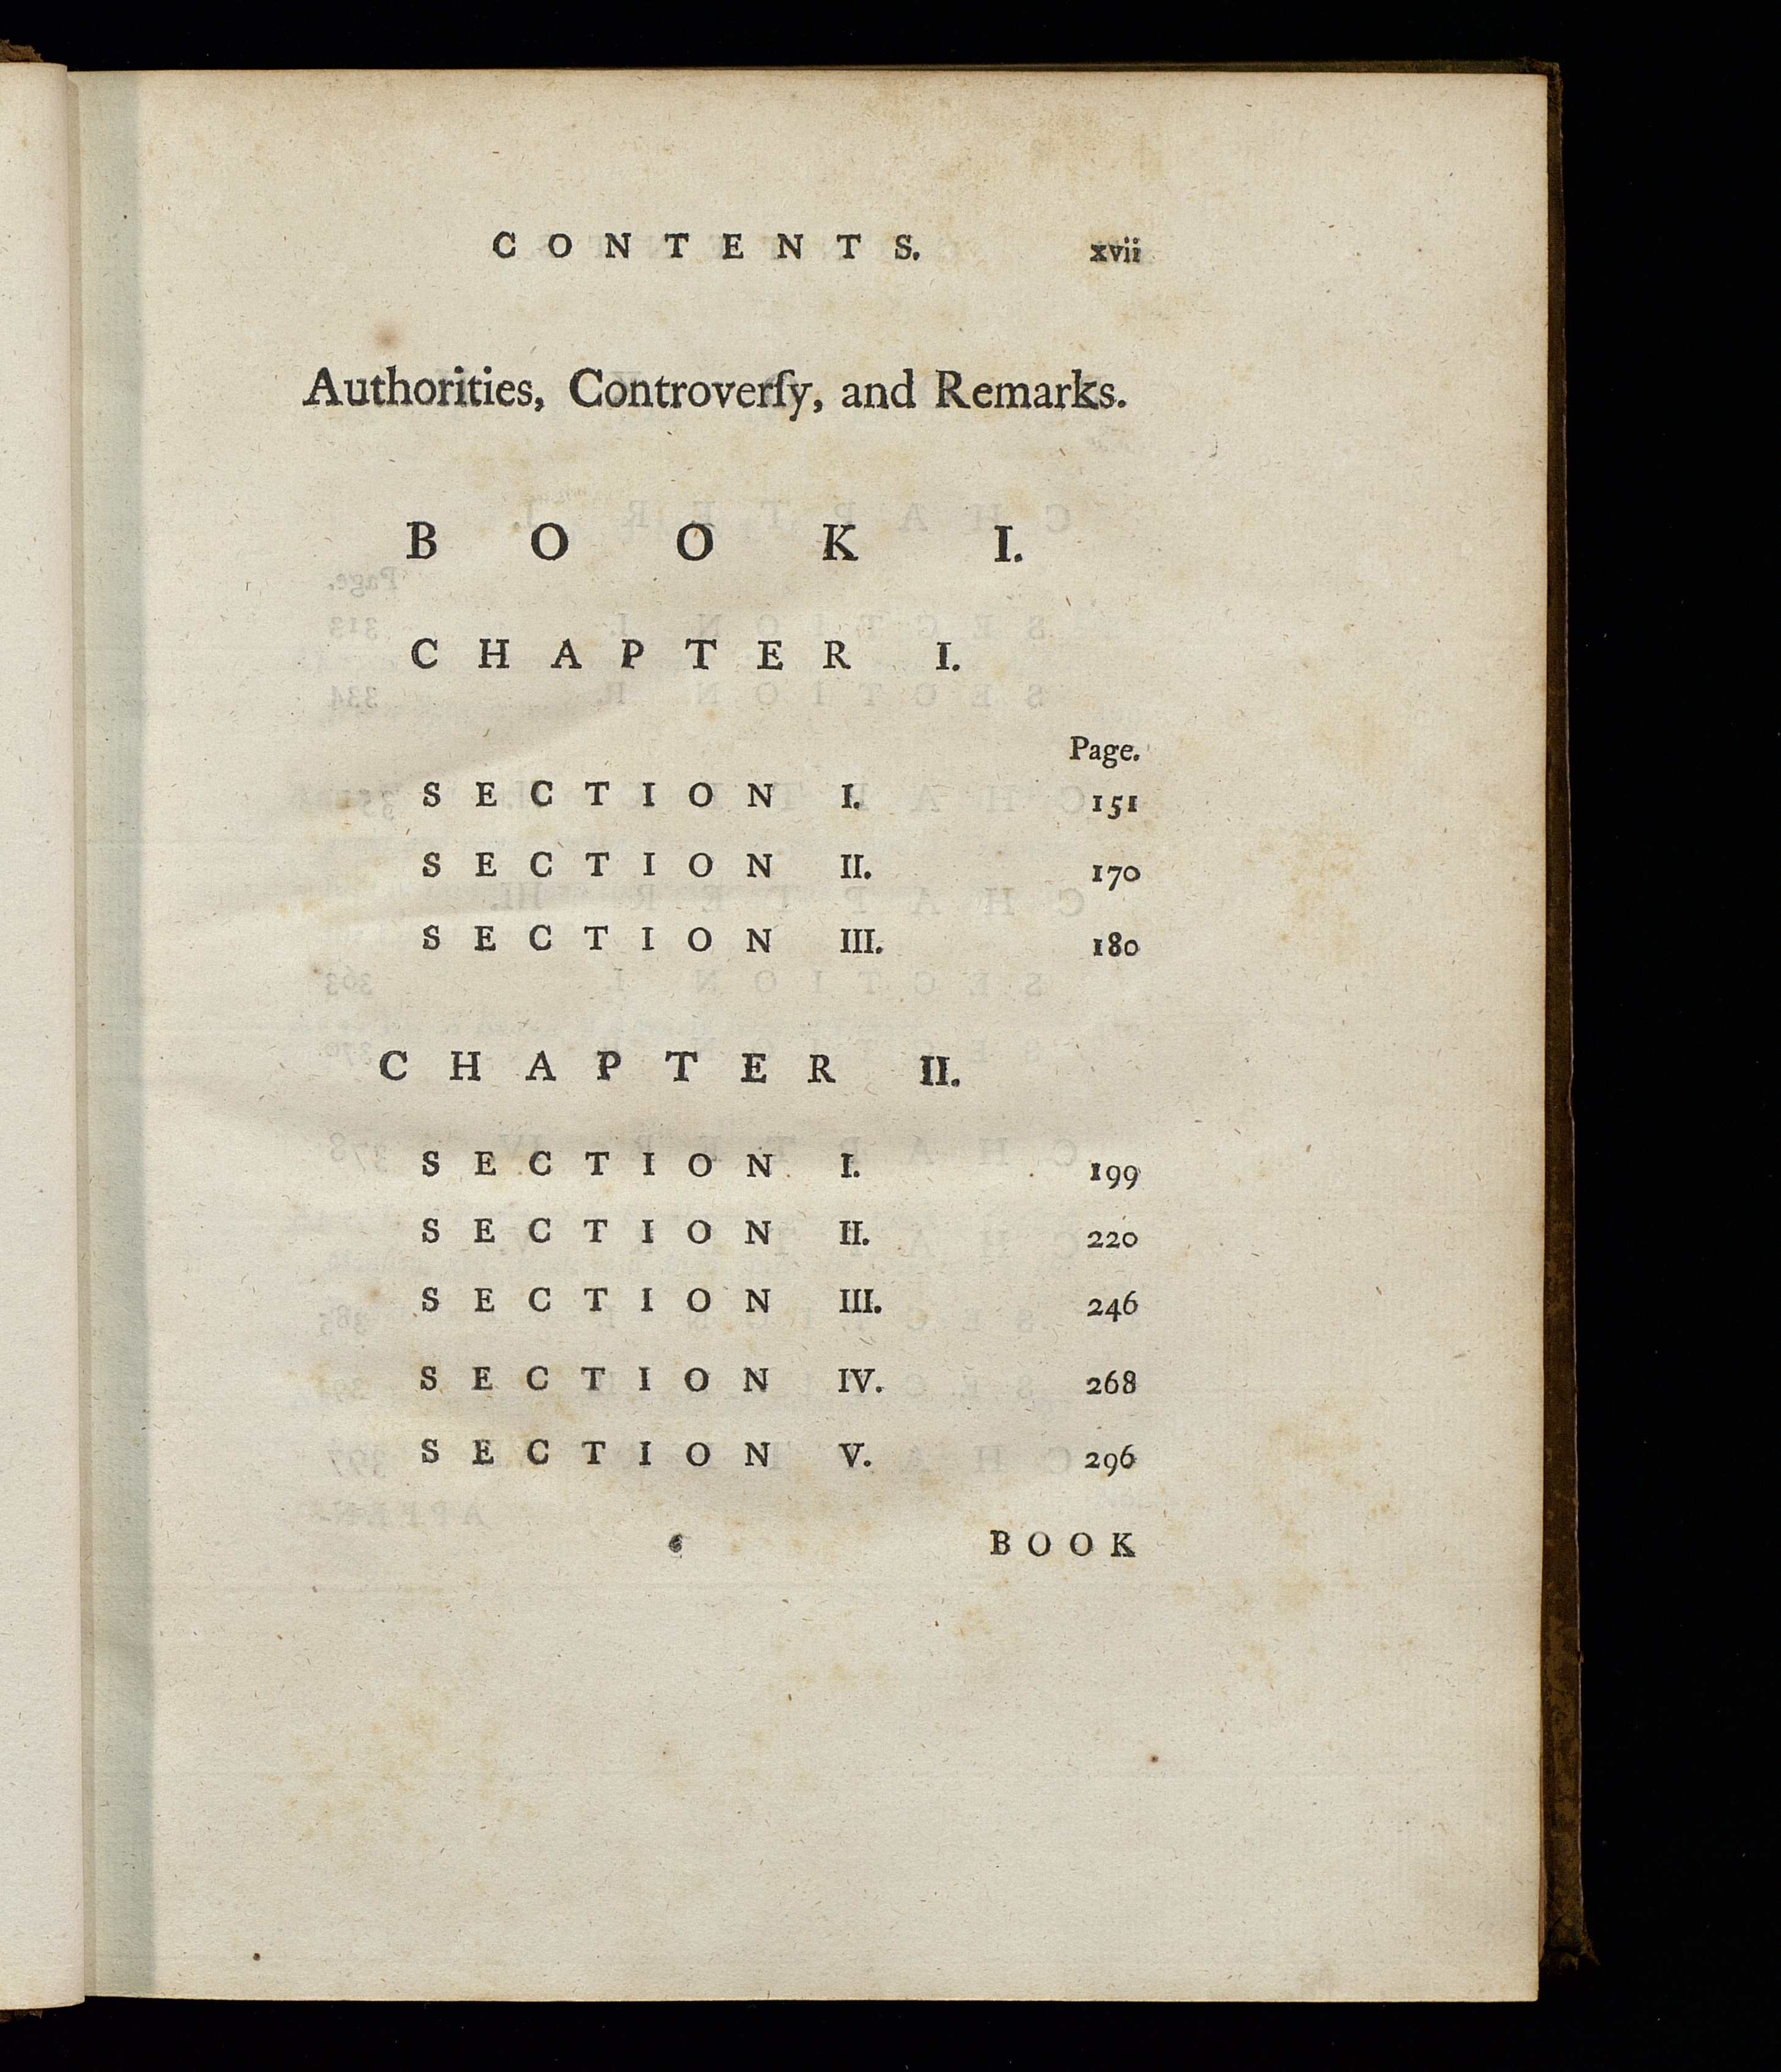 CONTENTS. xvii
Authorities, Controverſy, and Remarks.
BOOK I.
CHAPTER I.
Page.
SECTION I. 151
SECTION II. 170
SECTION III. 180
CHAPTER II.
SECTION I. 199
SECTION II. 220
SECTION III. 246
SECTION IV. 268
SECTION V. 296
BOOK